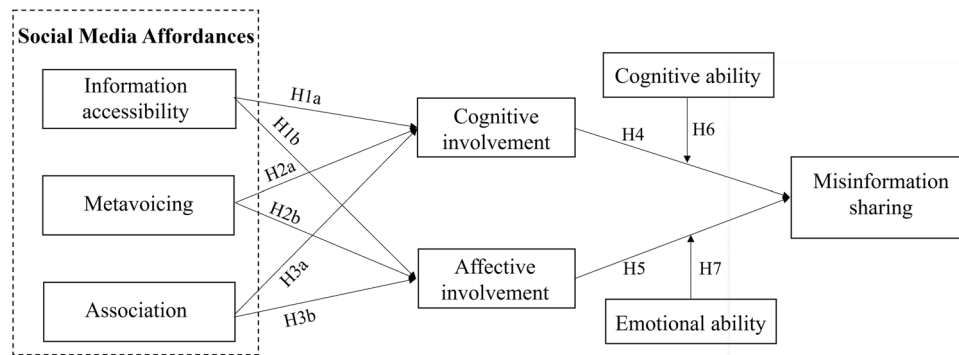 Social Media Affordances
Information
accessibility
Metavoicing
Association
H1a
H1b
H2a
H2b
H3a
H3b
Cognitive
involvement
Affective
involvement
Cognitive ability
H4
H6
H5
H7
Emotional ability
Misinformation
sharing